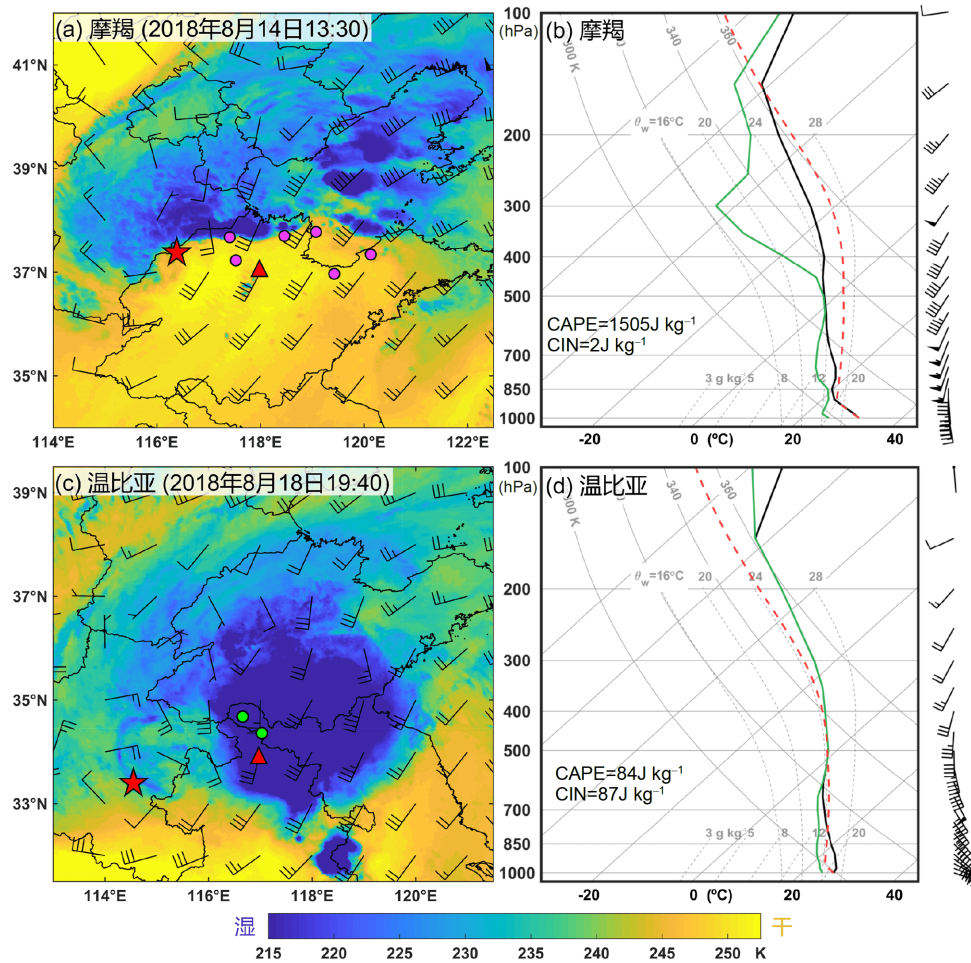 (a) 摩羯 (2018年8月14日13:30)
41°N
39°N
37°N
35°N
114°E 116°E 118°E 120°E 122°E
(hPa)
(b) 摩羯
100
200
300
400
500
700
850
1000
340
360
θw=16°C 20 24 28
CAPE=1505J kg⁻¹
CIN=2J kg⁻¹
3 g kg⁻¹ 5 8 12 20
-20 0 (ºC) 20 40
(c) 温比亚 (2018年8月18日19:40)
39°N
37°N
35°N
33°N
114°E 116°E 118°E 120°E
(hPa)
(d) 温比亚
100
200
300
400
500
700
850
1000
340
360
θw=16°C 20 24 28
CAPE=84J kg⁻¹
CIN=87J kg⁻¹
3 g kg⁻¹ 5 8 12 20
-20 0 (ºC) 20 40
湿 干
215 220 225 230 235 240 245 250 K